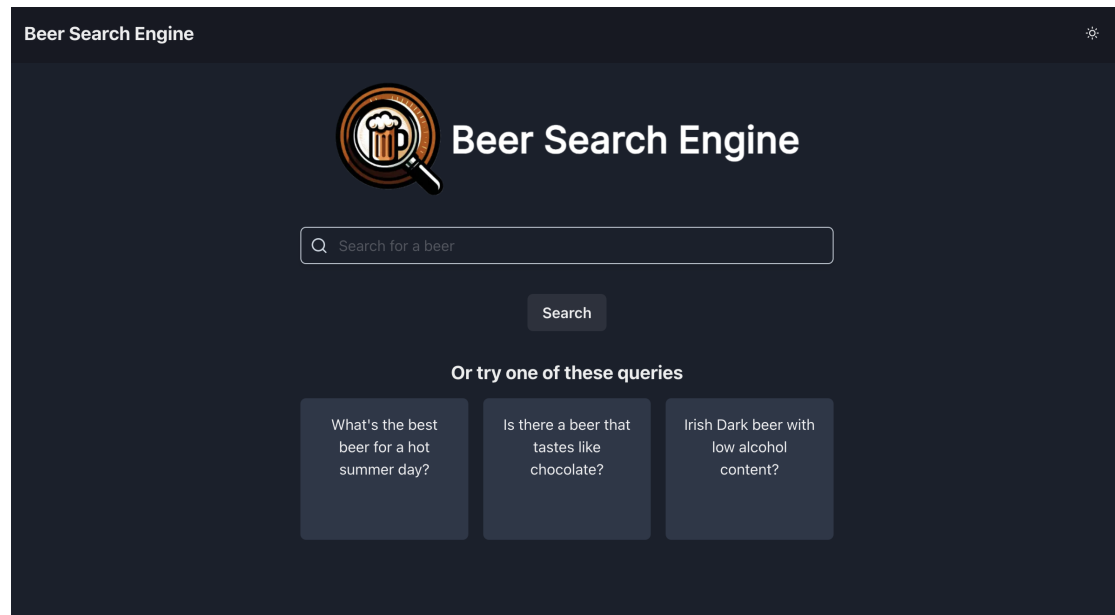 Beer Search Engine
Beer Search Engine
Search for a beer
Search
Or try one of these queries
What's the best
beer for a hot
summer day?
Is there a beer that
tastes like
chocolate?
Irish Dark beer with
low alcohol
content?